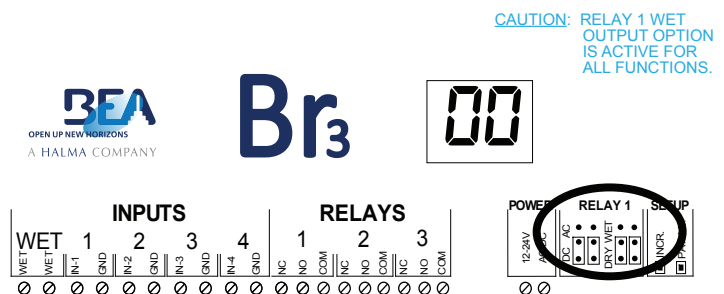 CAUTION: RELAY 1 WET
OUTPUT OPTION
IS ACTIVE FOR
ALL FUNCTIONS.
BEA
OPEN UP NEW HORIZONS
A HALMA COMPANY
Br3
00
INPUTS
RELAYS
POWER
RELAY 1
SETUP
WET 1 2 3 4
1 2 3
WET WET IN-1 GND IN-2 GND IN-3 GND IN-4 GND
NC NO COM NC NO COM NC NO COM
12-24V
AC/DC
DC AC
DRY WET
INCR.